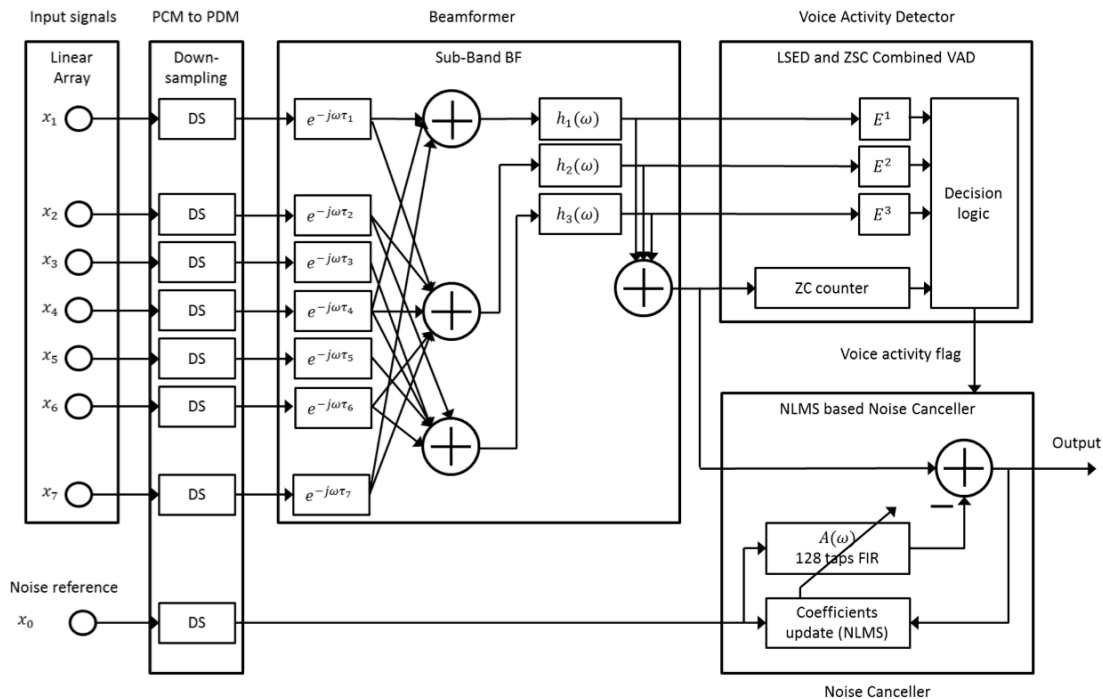 Input signals
PCM to PDM
Beamformer
Voice Activity Detector
Linear
Array
Down-
sampling
Sub-Band BF
LSED and ZSC Combined VAD
x₁
DS
e^{-jωτ₁}
h₁(ω)
E¹
h₂(ω)
E²
x₂
DS
e^{-jωτ₂}
h₃(ω)
E³
Decision
logic
x₃
DS
e^{-jωτ₃}
ZC counter
x₄
DS
e^{-jωτ₄}
x₅
DS
e^{-jωτ₅}
Voice activity flag
x₆
DS
e^{-jωτ₆}
NLMS based Noise Canceller
Output
x₇
DS
e^{-jωτ₇}
A(ω)
128 taps FIR
Noise reference
x₀
DS
Coefficients
update (NLMS)
Noise Canceller